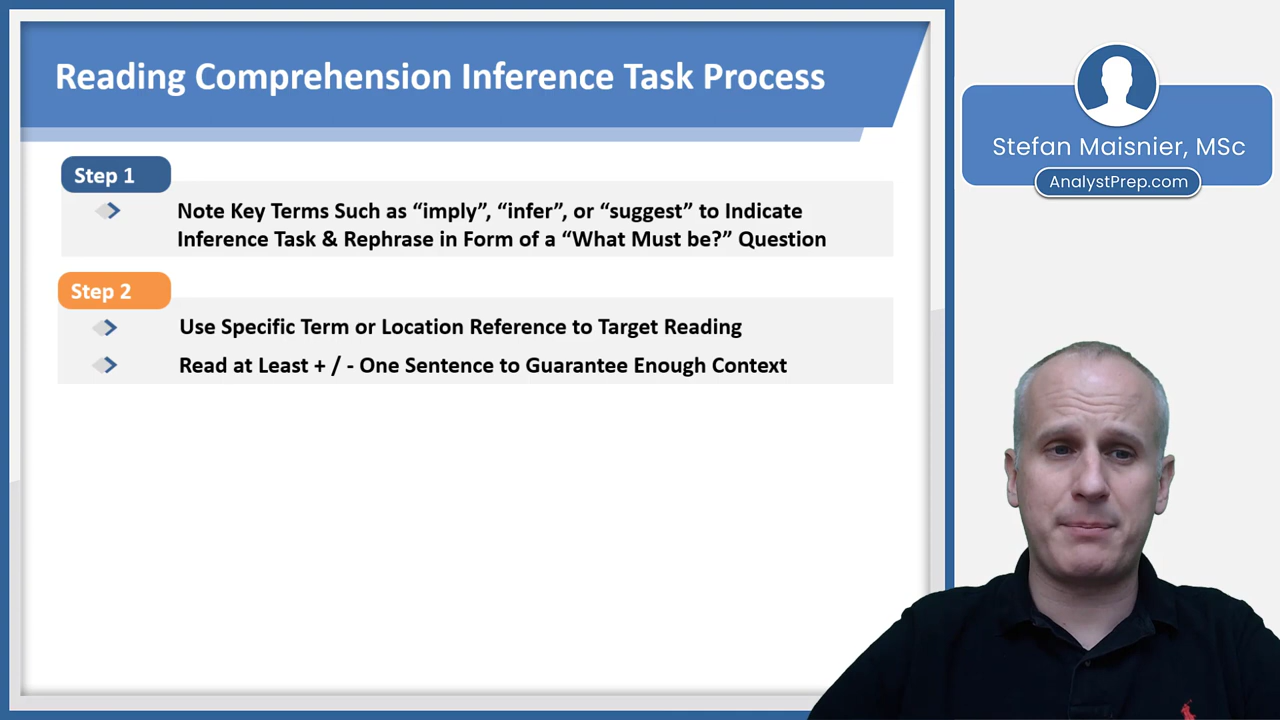 Reading Comprehension Inference Task Process
Step 1
Note Key Terms Such as “imply”, “infer”, or “suggest” to Indicate
Inference Task & Rephrase in Form of a “What Must be?” Question
Step 2
Use Specific Term or Location Reference to Target Reading
Read at Least + / - One Sentence to Guarantee Enough Context
Stefan Maisnier, MSc
AnalystPrep.com